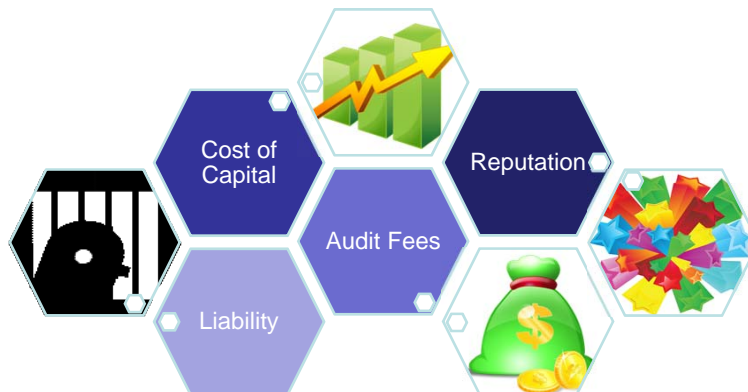 Cost of
Capital
Reputation
Audit Fees
Liability
$